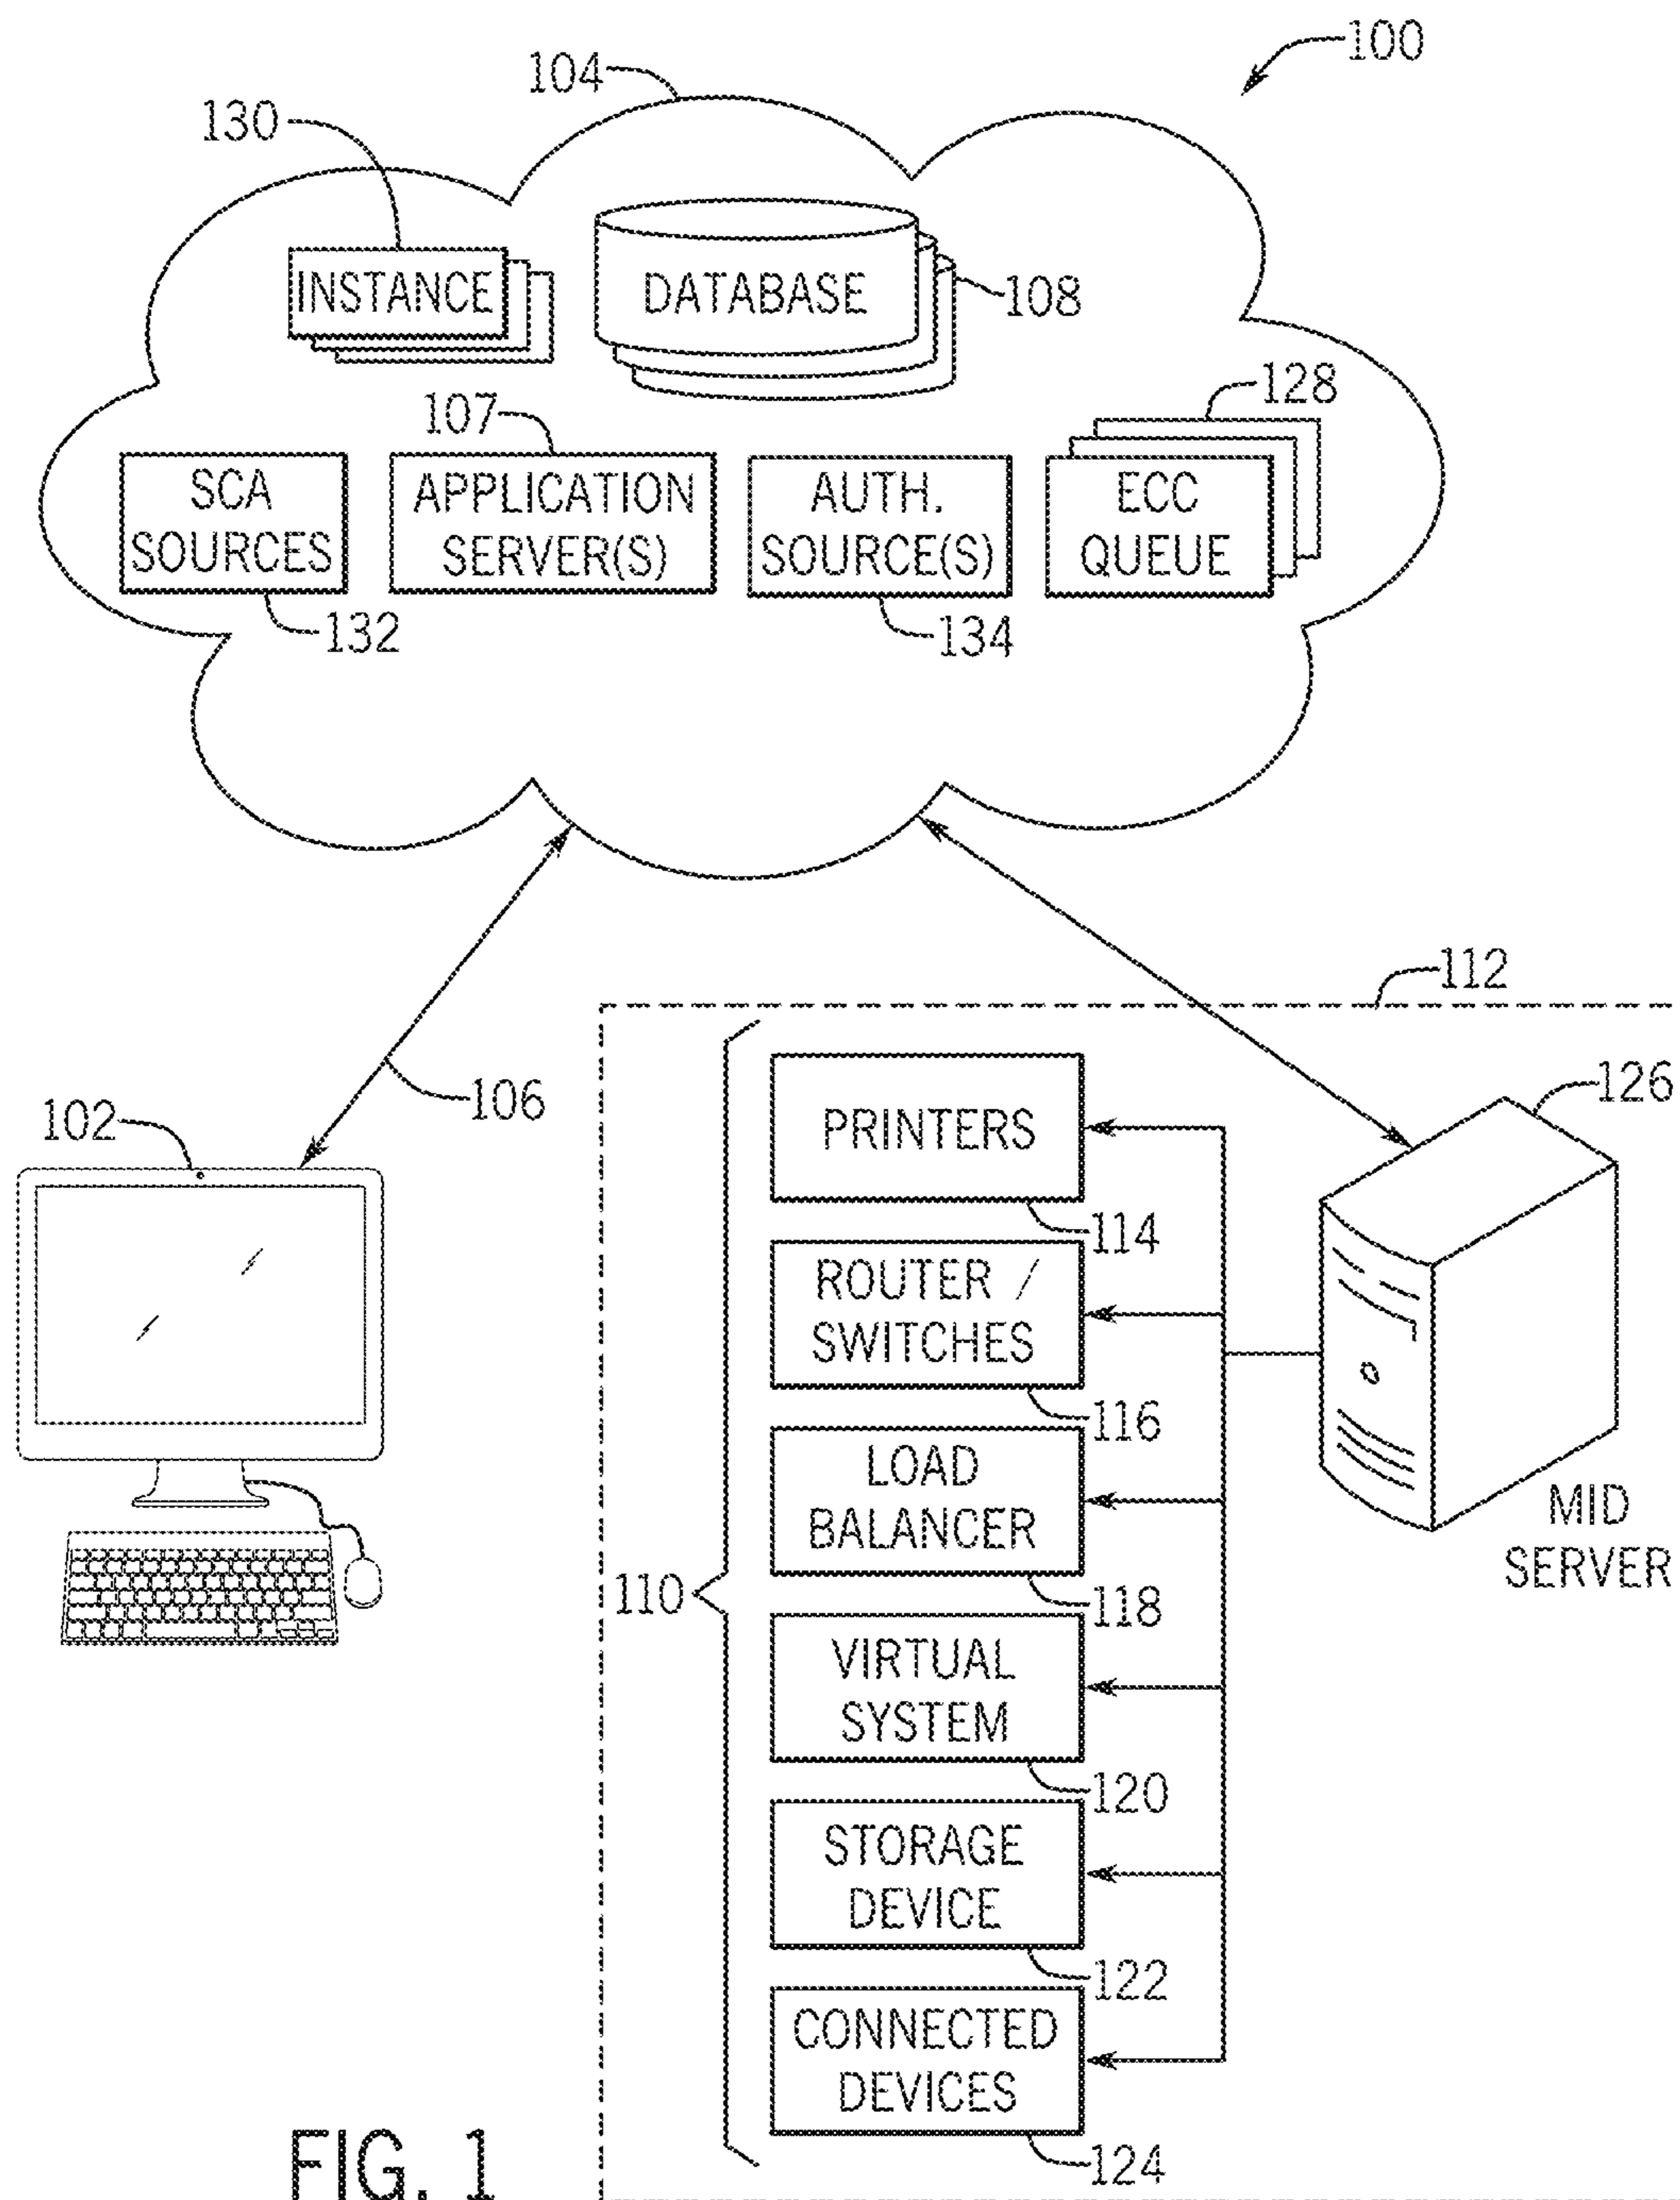 100
104
130
INSTANCE
DATABASE
108
128
107
SCA
SOURCES
APPLICATION
SERVER(S)
AUTH.
SOURCE(S)
ECC
QUEUE
132
134
112
106
126
102
PRINTERS
114
ROUTER /
SWITCHES
116
LOAD
BALANCER
MID
SERVER
110
118
VIRTUAL
SYSTEM
120
STORAGE
DEVICE
122
CONNECTED
DEVICES
124
FIG. 1